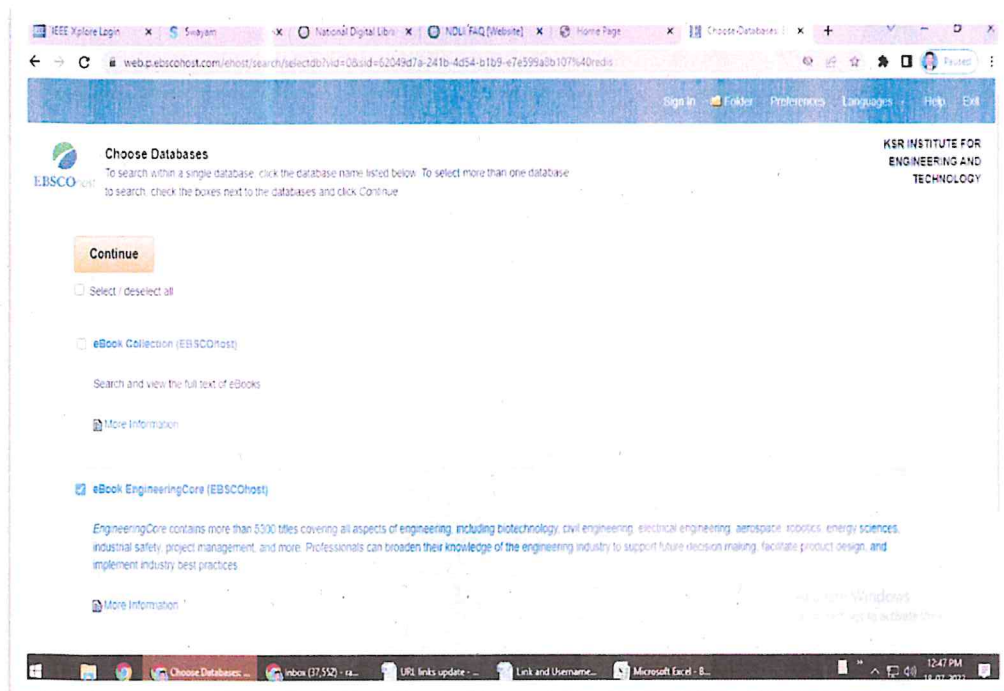 IEEE Xplore Login
Swayam
National Digital Libra
NDLI FAQ [Website]
Home Page
Choose Databases:
web.p.ebscohost.com/ehost/search/selectdb?vid=0&sid=62049d7a-241b-4d54-b1b9-e7e599a3b107%40redis
Paused
Sign In Folder Preferences Languages Help Exit
EBSCOhost
Choose Databases
To search within a single database, click the database name listed below. To select more than one database
to search, check the boxes next to the databases and click Continue
KSR INSTITUTE FOR
ENGINEERING AND
TECHNOLOGY
Continue
Select / deselect all
eBook Collection (EBSCOhost)
Search and view the full text of eBooks
More Information
eBook EngineeringCore (EBSCOhost)
EngineeringCore contains more than 5300 titles covering all aspects of engineering, including biotechnology, civil engineering, electrical engineering, aerospace, robotics, energy sciences,
industrial safety, project management, and more. Professionals can broaden their knowledge of the engineering industry to support future decision making, facilitate product design, and
implement industry best practices
More Information
Windows
to activate
Choose Databases: ...
Inbox (37,552) - ra...
URL links update - ...
Link and Username...
Microsoft Excel - B...
12:47 PM